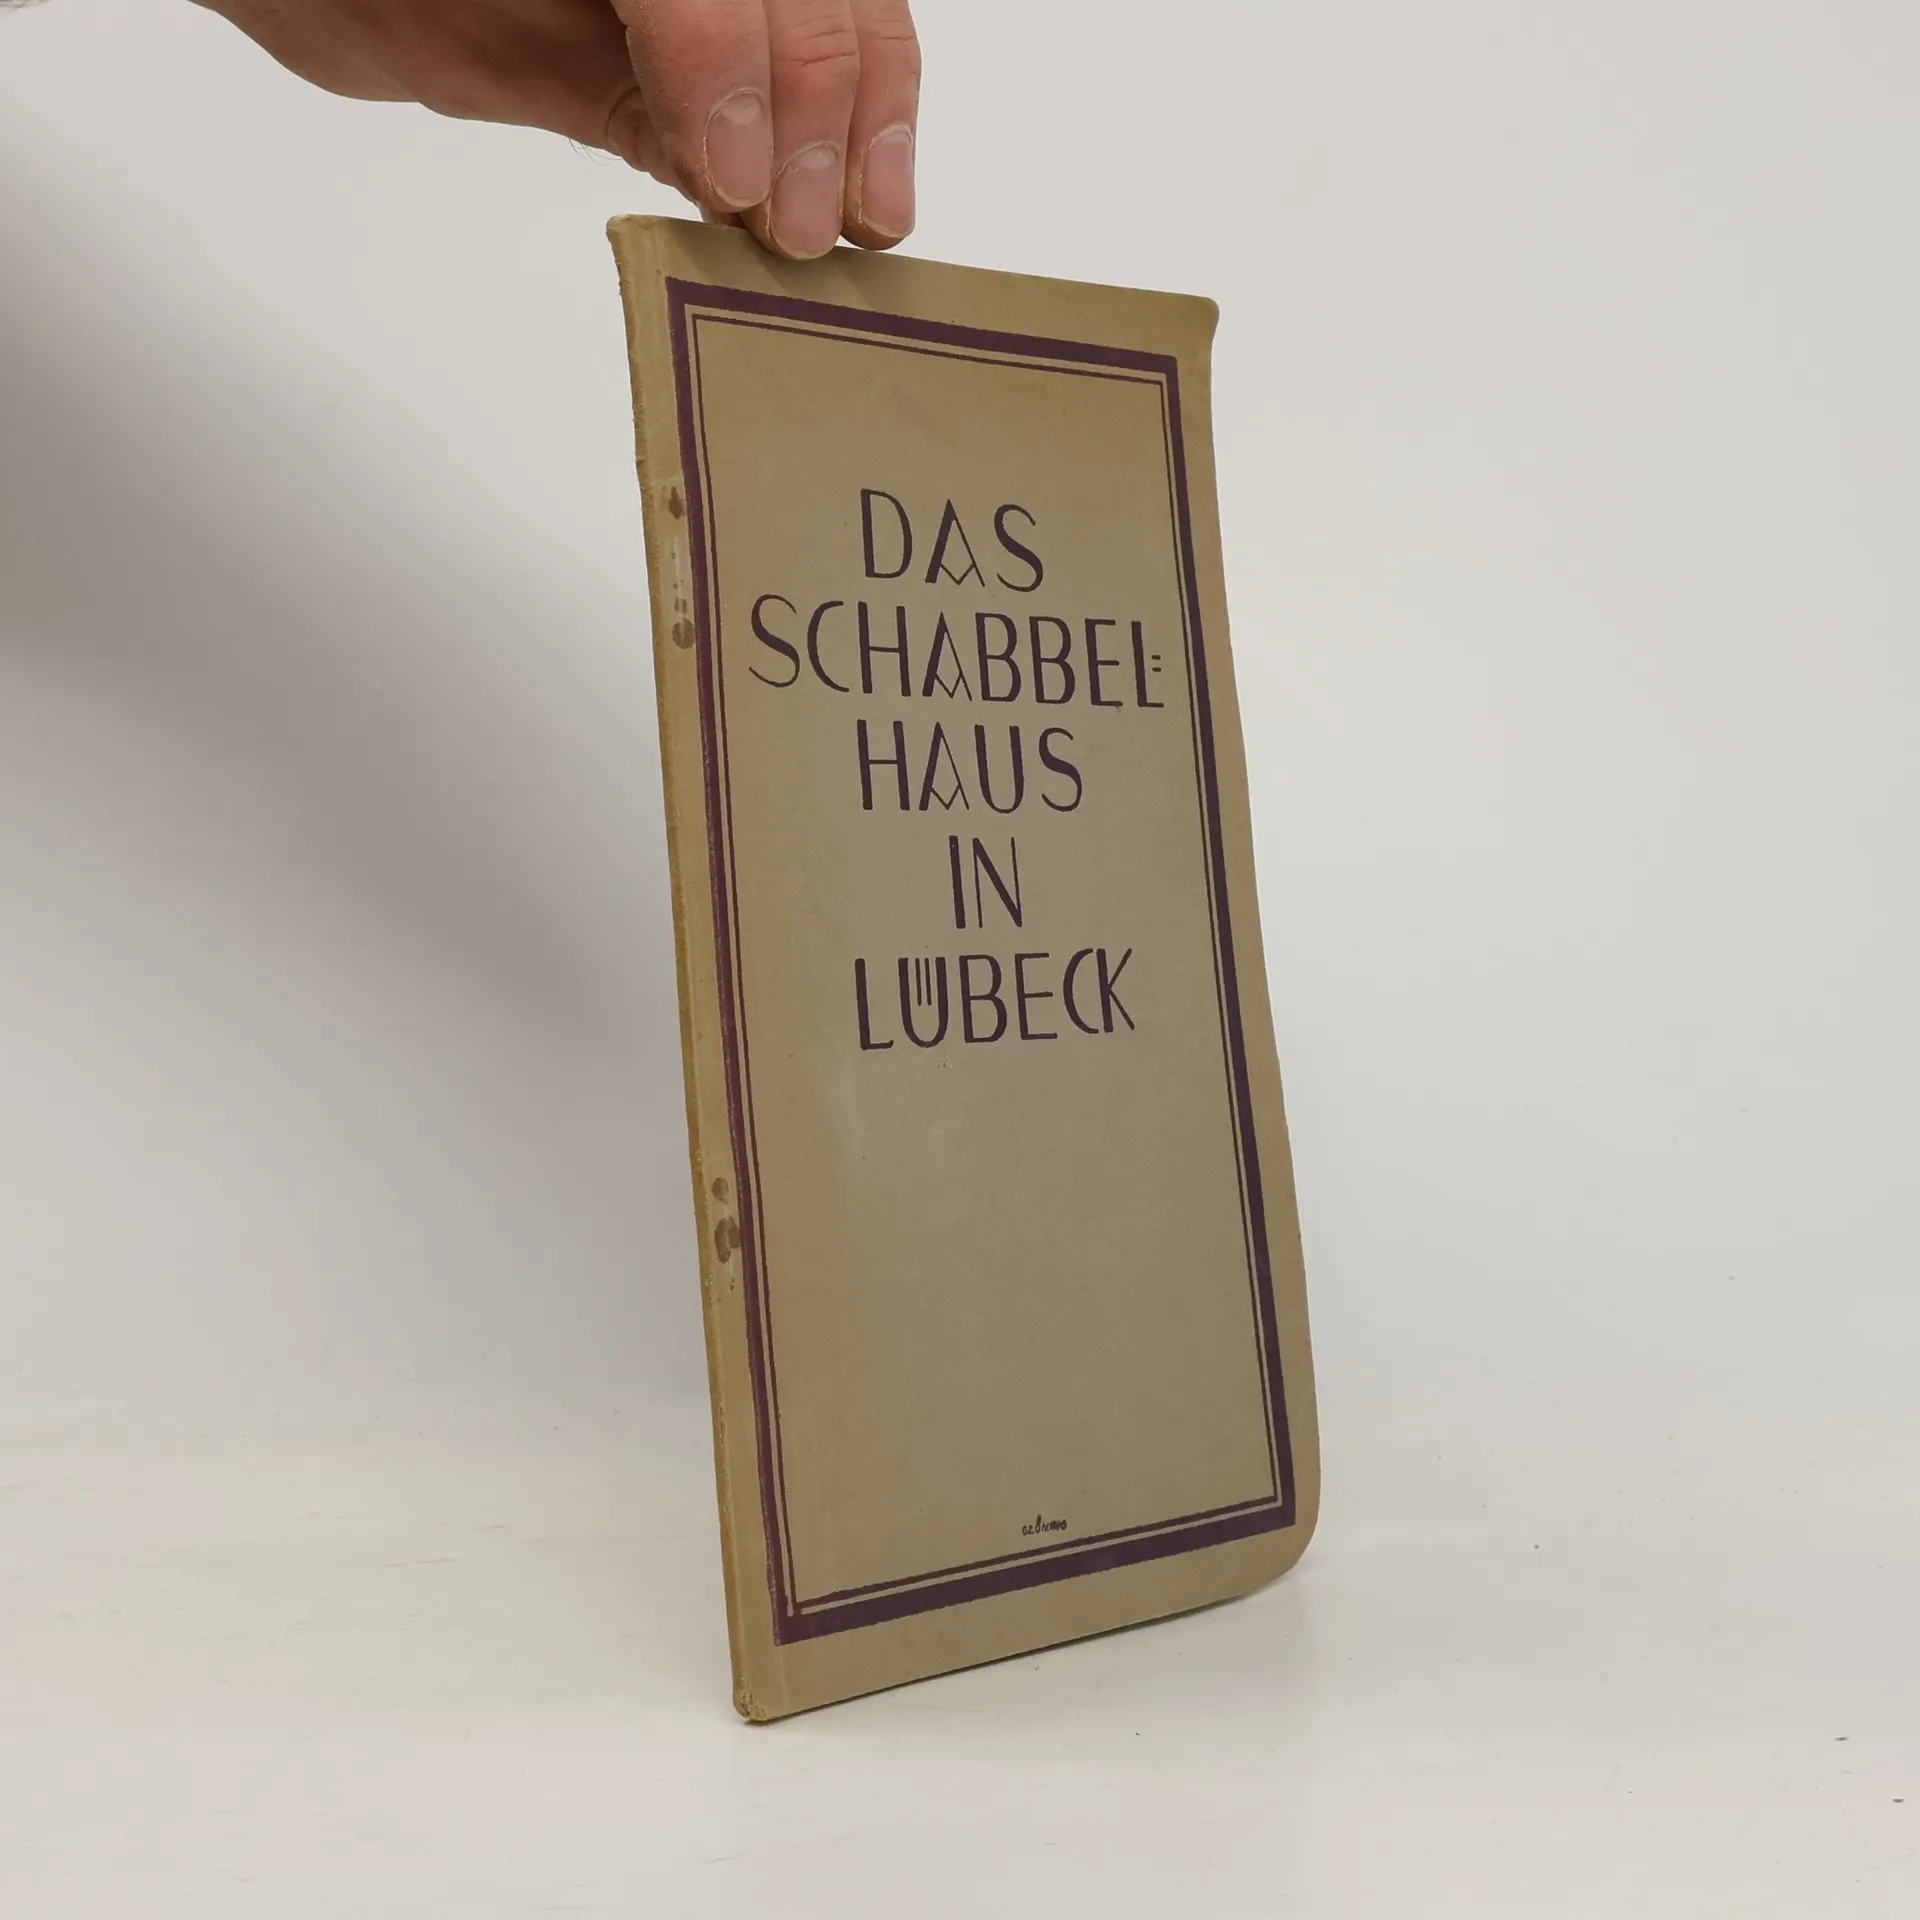 DAS
SCHABBEL=
HAUS
IN
LÜBECK